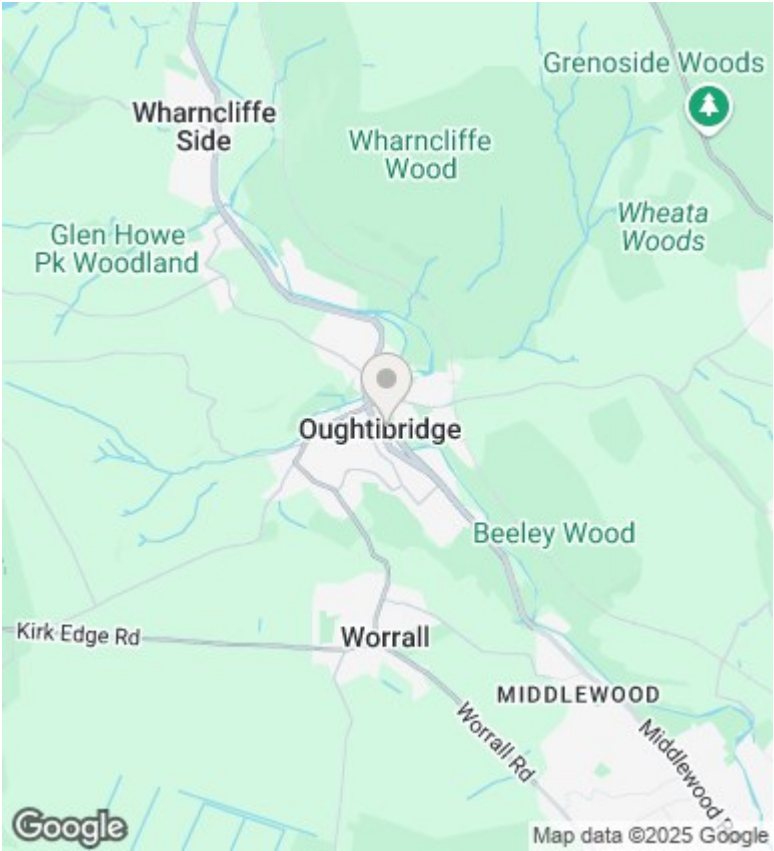 Grenoside Woods
Wharncliffe
Side
Wharncliffe
Wood
Wheata
Woods
Glen Howe
Pk Woodland
Oughtibridge
Beeley Wood
Kirk Edge Rd
Worrall
MIDDLEWOOD
Worrall Rd
Middlewood
Google
Map data ©2025 Google